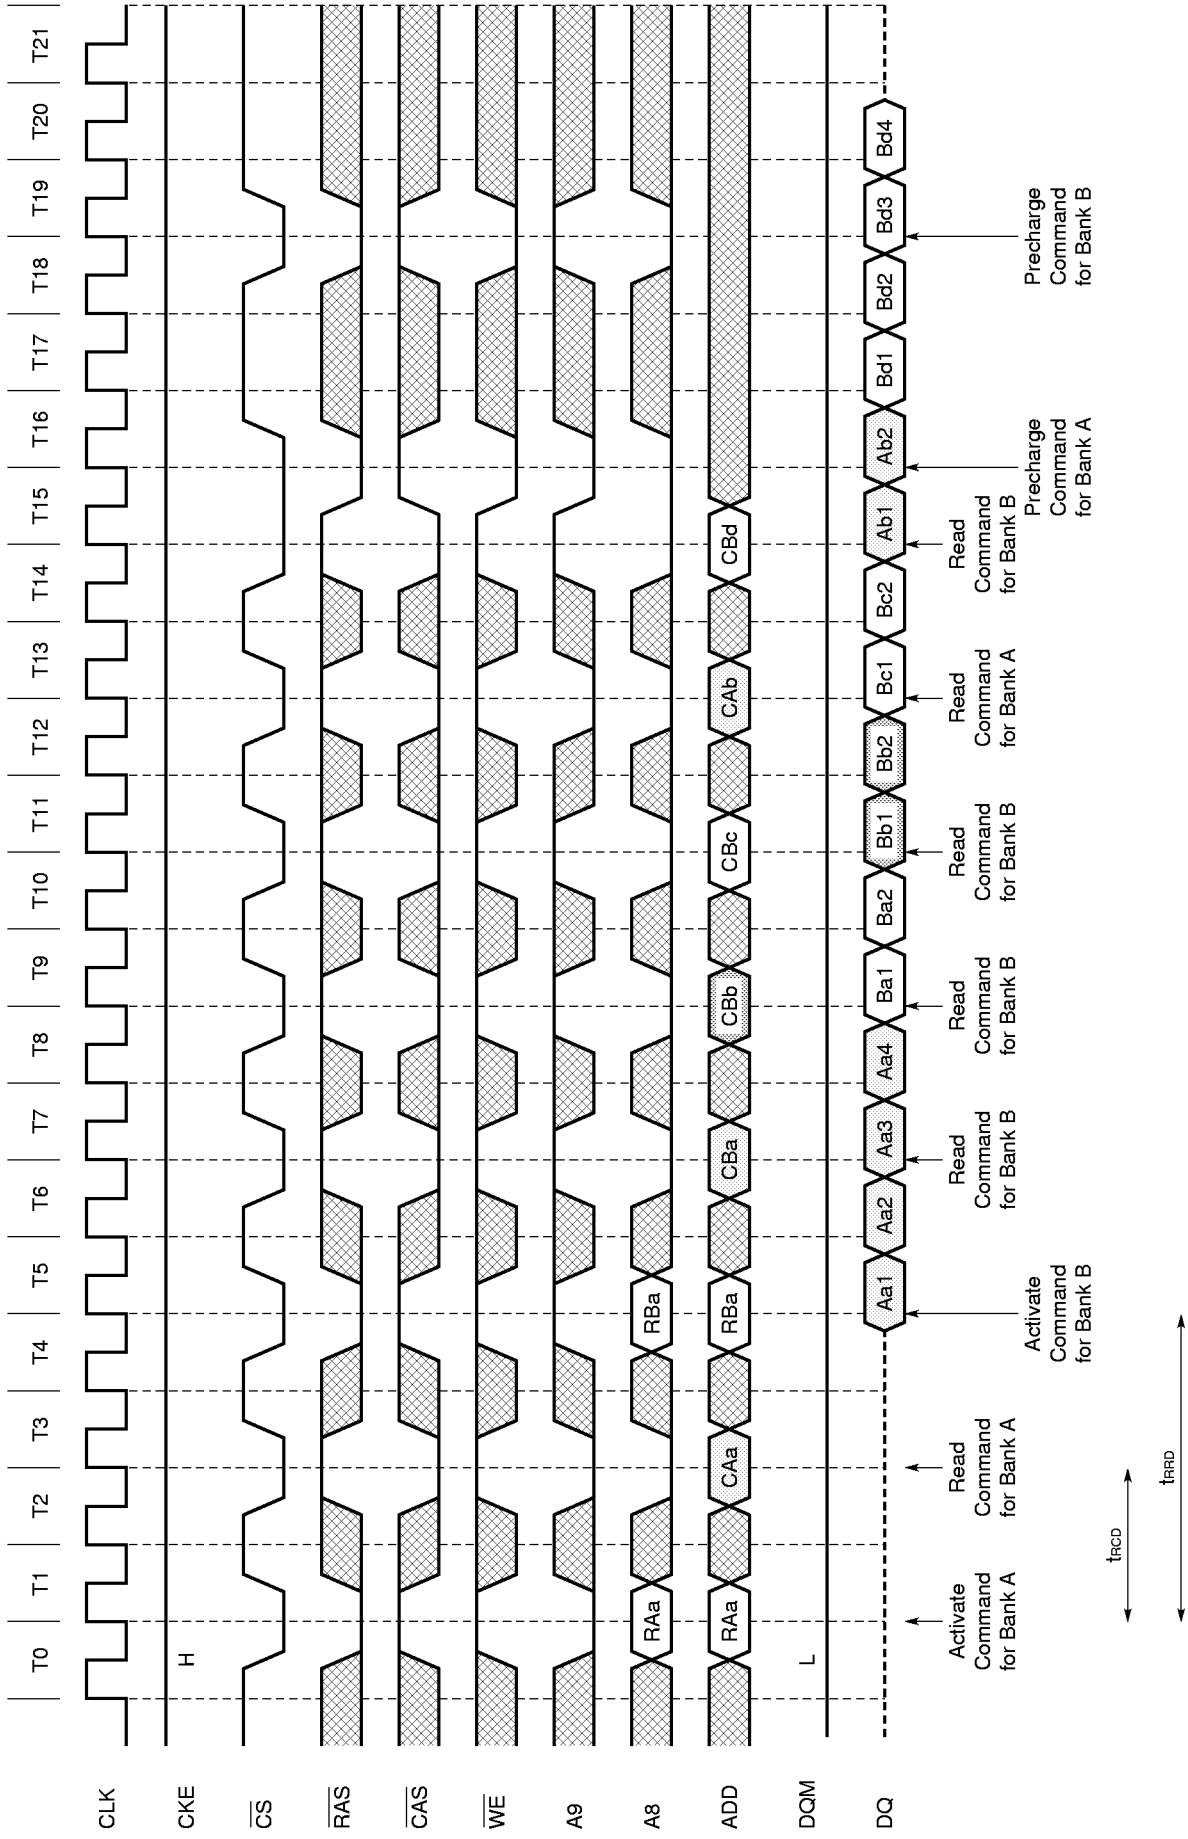 T0 T1 T2 T3 T4 T5 T6 T7 T8 T9 T10 T11 T12 T13 T14 T15 T16 T17 T18 T19 T20 T21
CLK
CKE H
CS
RAS
CAS
WE
A9
A8 RAa RBa
ADD RAa CAa RBa CBa CBb CBc CAb CBd
DQM L
DQ Aa1 Aa2 Aa3 Aa4 Ba1 Ba2 Bb1 Bb2 Bc1 Bc2 Ab1 Ab2 Bd1 Bd2 Bd3 Bd4
Activate
Command
for Bank A
Read
Command
for Bank A
Activate
Command
for Bank B
Read
Command
for Bank B
Read
Command
for Bank B
Read
Command
for Bank B
Read
Command
for Bank A
Read
Command
for Bank B
Precharge
Command
for Bank A
Precharge
Command
for Bank B
tRCD
tRRD